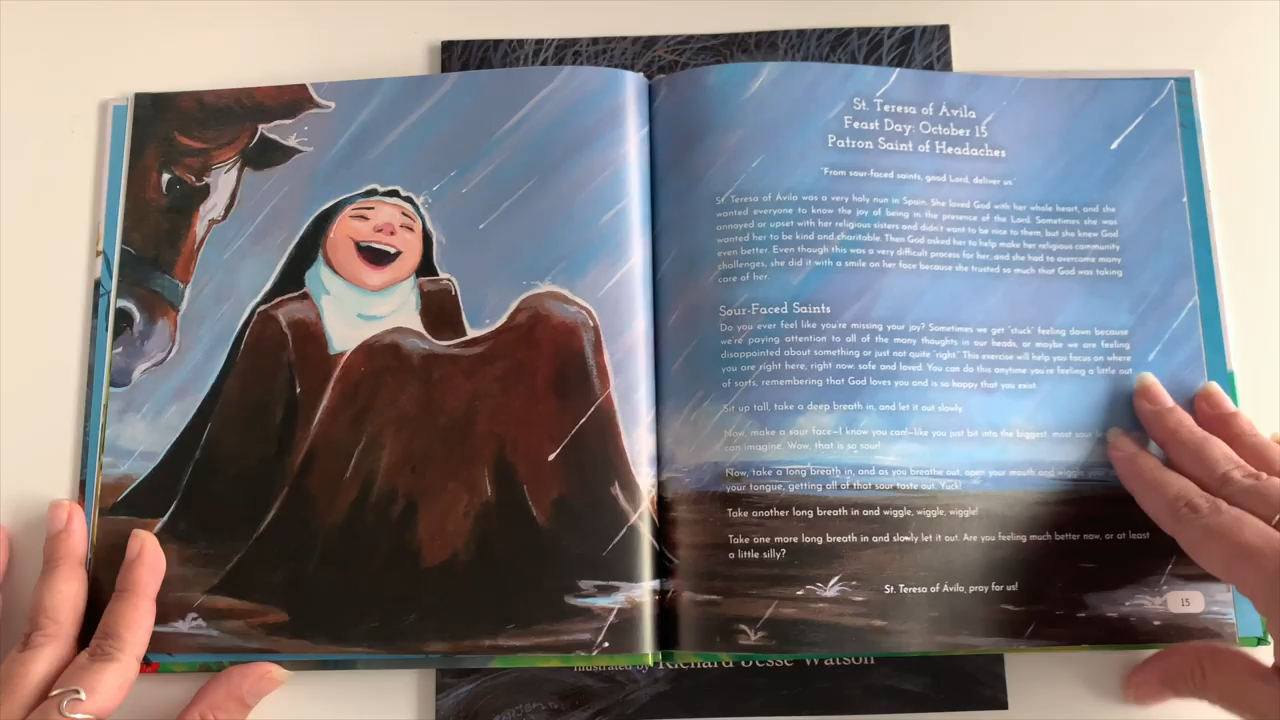 St. Teresa of Ávila
Feast Day: October 15
Patron Saint of Headaches
"From sour-faced saints, good Lord, deliver us"
St. Teresa of Ávila was a very holy nun in Spain. She loved God with her whole heart, and she
wanted everyone to know the joy of being in the presence of the Lord. Sometimes she was
annoyed or upset with her religious sisters and didn't want to be nice to them, but she knew God
wanted her to be kind and charitable. Then God asked her to help make her religious community
even better. Even though this was a very difficult process for her, and she had to overcome many
challenges, she did it with a smile on her face because she trusted so much that God was taking
care of her.
Sour-Faced Saints
Do you ever feel like you're missing your joy? Sometimes we get "stuck" feeling down because
we're paying attention to all of the many thoughts in our heads, or maybe we are feeling
disappointed about something or just not quite "right." This exercise will help you focus on where
you are right here, right now: safe and loved. You can do this anytime you're feeling a little out
of sorts, remembering that God loves you and is so happy that you exist.
Sit up tall, take a deep breath in, and let it out slowly.
Now, make a sour face—I know you can!—like you just bit into the biggest, most sour
can imagine. Wow, that is so sour!
Now, take a long breath in, and as you breathe out, open your mouth and wiggle
your tongue, getting all of that sour taste out. Yuck!
Take another long breath in and wiggle, wiggle, wiggle!
Take one more long breath in and slowly let it out. Are you feeling much better now, or at least
a little silly?
St. Teresa of Ávila, pray for us!
15
Illustrated by Richard Jesse Watson